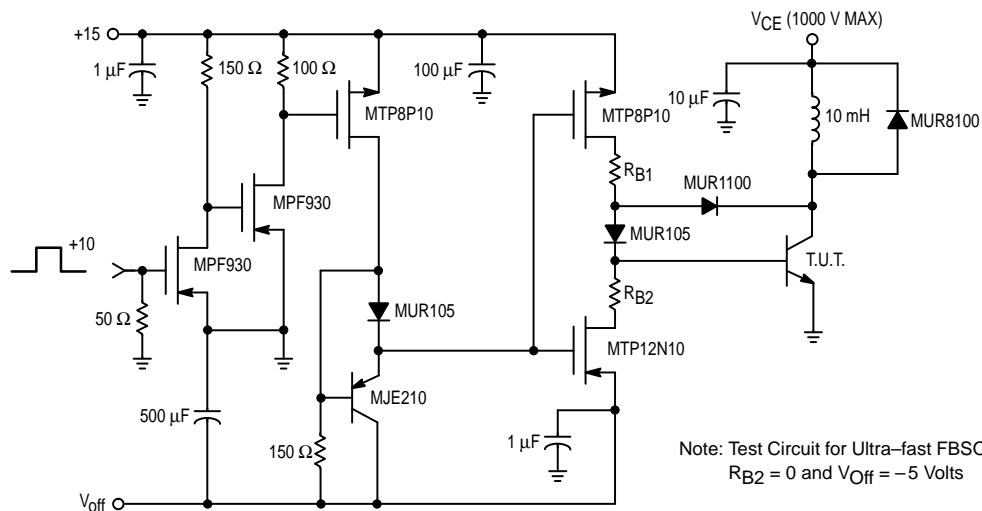 V_CE (1000 V MAX)
+15
1 µF
150 Ω
100 Ω
MTP8P10
100 µF
MTP8P10
10 µF
10 mH
MUR8100
R_B1
MPF930
MUR1100
+10
MUR105
MPF930
T.U.T.
50 Ω
MUR105
R_B2
MTP12N10
MJE210
500 µF
1 µF
150 Ω
Note: Test Circuit for Ultra–fast FBSO
R_B2 = 0 and V_Off = –5 Volts
V_off